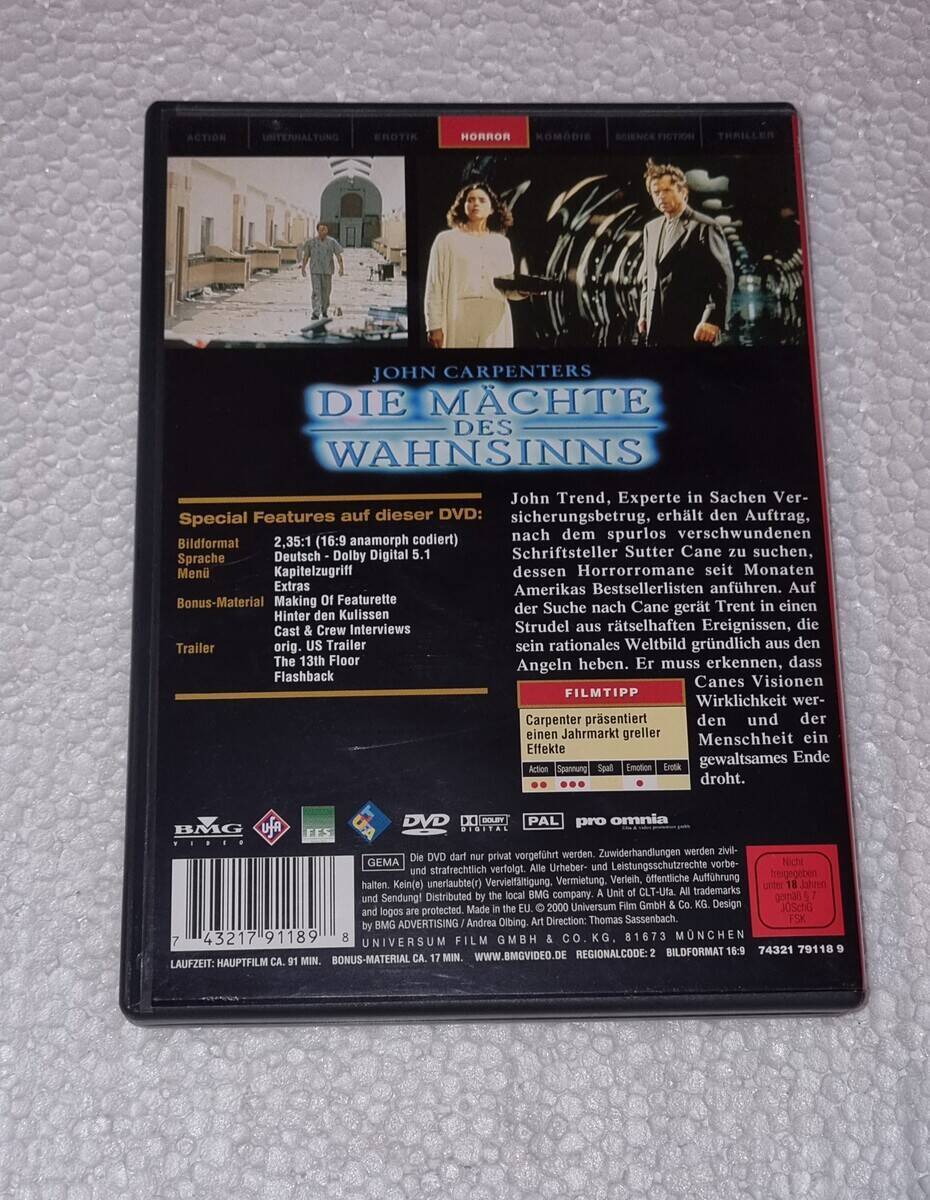 ACTION UNTERHALTUNG EROTIK HORROR KOMÖDIE SCIENCE FICTION THRILLER
JOHN CARPENTERS
DIE MÄCHTE
DES
WAHNSINNS
Special Features auf dieser DVD:
Bildformat 2,35:1 (16:9 anamorph codiert)
Sprache Deutsch - Dolby Digital 5.1
Menü Kapitelzugriff
Extras
Bonus-Material Making Of Featurette
Hinter den Kulissen
Cast & Crew Interviews
Trailer orig. US Trailer
The 13th Floor
Flashback
John Trend, Experte in Sachen Ver-
sicherungsbetrug, erhält den Auftrag,
nach dem spurlos verschwundenen
Schriftsteller Sutter Cane zu suchen,
dessen Horrorromane seit Monaten
Amerikas Bestsellerlisten anführen. Auf
der Suche nach Cane gerät Trent in einen
Strudel aus rätselhaften Ereignissen, die
sein rationales Weltbild gründlich aus den
Angeln heben. Er muss erkennen, dass
Canes Visionen
Wirklichkeit wer-
den und der
Menschheit ein
gewaltsames Ende
droht.
FILMTIPP
Carpenter präsentiert
einen Jahrmarkt greller
Effekte
Action Spannung Spaß Emotion Erotik
BMG VIDEO UFA FFS TUFA DVD VIDEO DOLBY DIGITAL PAL pro omnia
GEMA Die DVD darf nur privat vorgeführt werden. Zuwiderhandlungen werden zivil-
und strafrechtlich verfolgt. Alle Urheber- und Leistungsschutzrechte vorbe-
halten. Kein(e) unerlaubte(r) Vervielfältigung, Vermietung, Verleih, öffentliche Aufführung
und Sendung! Distributed by the local BMG company. A Unit of CLT-Ufa. All trademarks
and logos are protected. Made in the EU. © 2000 Universum Film GmbH & Co. KG. Design
by BMG ADVERTISING / Andrea Olbing. Art Direction: Thomas Sassenbach.
UNIVERSUM FILM GMBH & CO. KG, 81673 MÜNCHEN
Nicht
freigegeben
unter 18 Jahren
gemäß § 7
JÖSchG
FSK
7 43217 91189 8
LAUFZEIT: HAUPTFILM CA. 91 MIN. BONUS-MATERIAL CA. 17 MIN. WWW.BMGVIDEO.DE REGIONALCODE: 2 BILDFORMAT 16:9 74321 79118 9